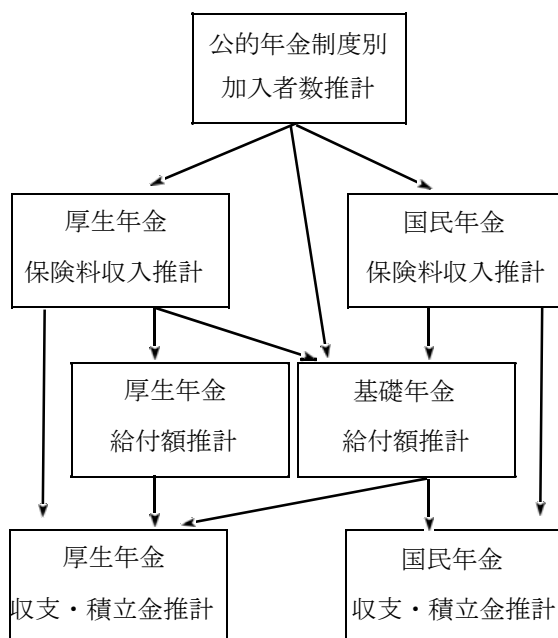 公的年金制度別
加入者数推計
厚生年金
保険料収入推計
国民年金
保険料収入推計
厚生年金
給付額推計
基礎年金
給付額推計
厚生年金
収支・積立金推計
国民年金
収支・積立金推計